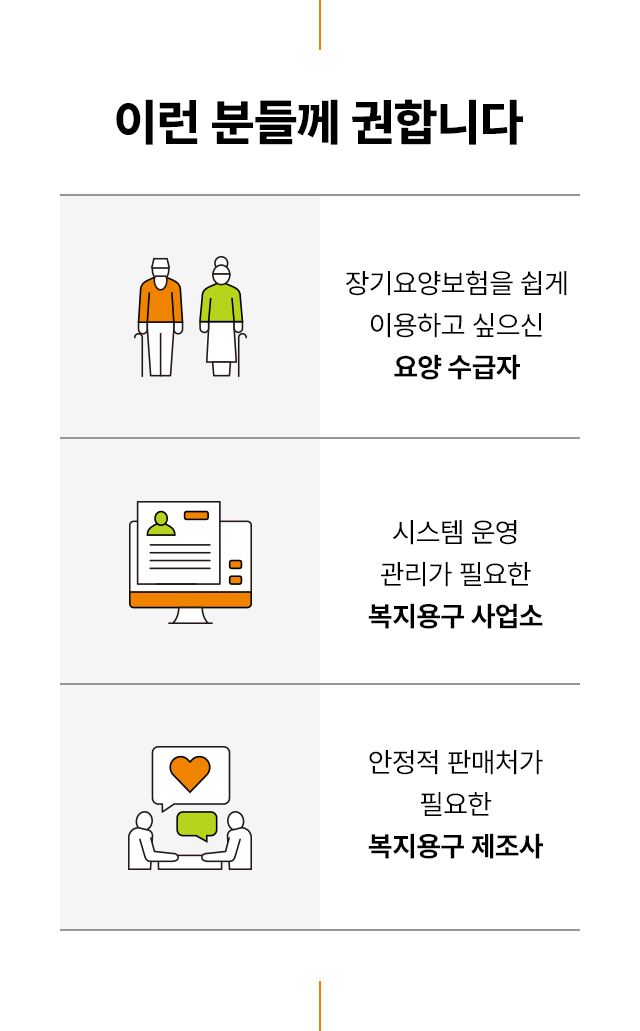 이런 분들께 권합니다
장기요양보험을 쉽게
이용하고 싶으신
요양 수급자
시스템 운영
관리가 필요한
복지용구 사업소
안정적 판매처가
필요한
복지용구 제조사